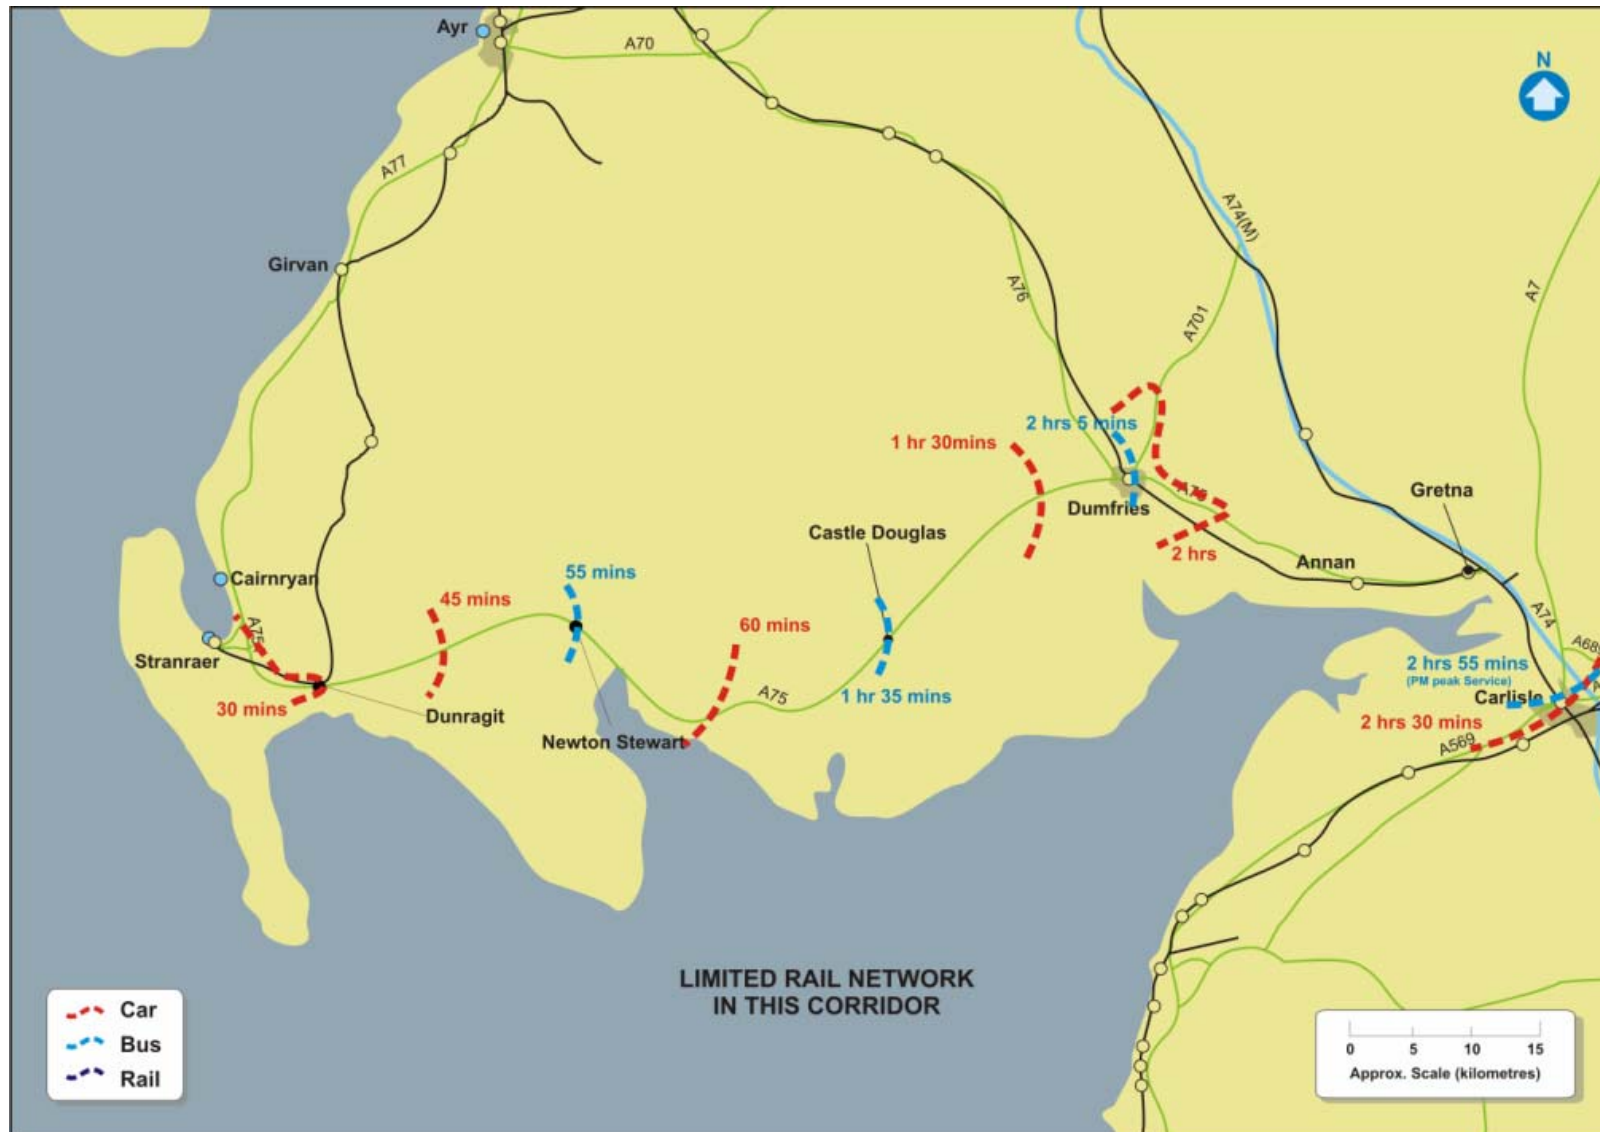 Ayr
A70
N
A77
A74(M)
Girvan
A76
A701
A7
2 hrs 5 mins
1 hr 30mins
A75
Gretna
Dumfries
Castle Douglas
2 hrs
Annan
55 mins
Cairnryan
45 mins
A74
60 mins
A75
A689
Stranraer
2 hrs 55 mins
(PM peak Service)
Carlisle
30 mins
Dunragit
1 hr 35 mins
A75
2 hrs 30 mins
Newton Stewart
A569
LIMITED RAIL NETWORK
IN THIS CORRIDOR
Car
Bus
Rail
0 5 10 15
Approx. Scale (kilometres)